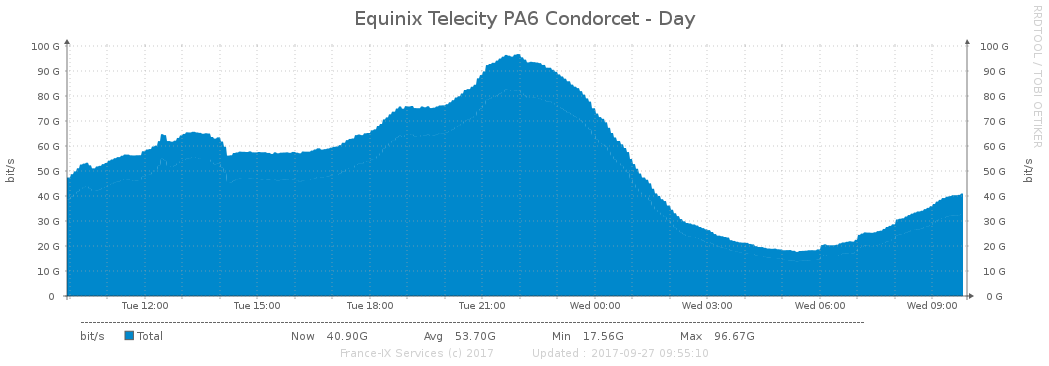 Equinix Telecity PA6 Condorcet - Day
RRDTOOL / TOBI OETIKER
bit/s
100 G
90 G
80 G
70 G
60 G
50 G
40 G
30 G
20 G
10 G
0
100 G
90 G
80 G
70 G
60 G
50 G
40 G
30 G
20 G
10 G
0 G
bit/s
Tue 12:00 Tue 15:00 Tue 18:00 Tue 21:00 Wed 00:00 Wed 03:00 Wed 06:00 Wed 09:00
bit/s Total Now 40.90G Avg 53.70G Min 17.56G Max 96.67G
France-IX Services (c) 2017 Updated : 2017-09-27 09:55:10